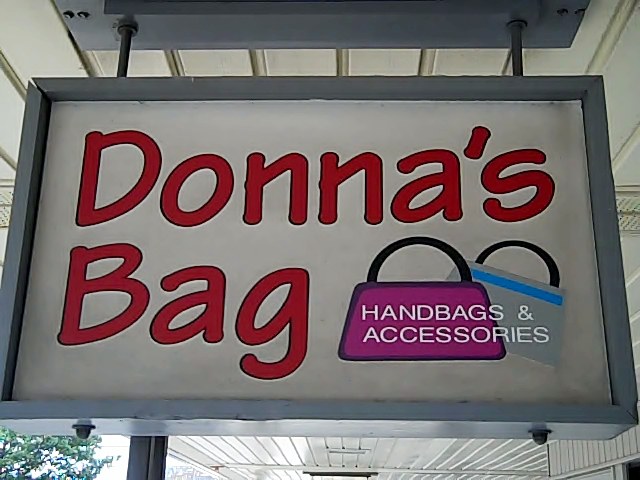 Donna's
Bag
HANDBAGS &
ACCESSORIES